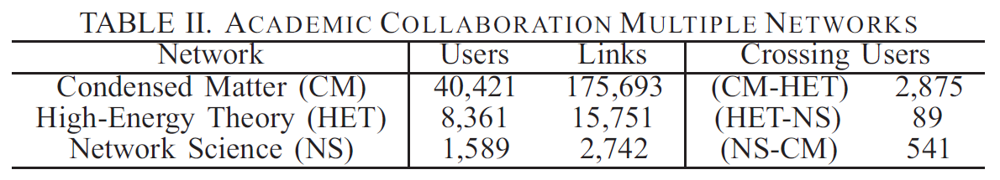 TABLE II. ACADEMIC COLLABORATION MULTIPLE NETWORKS
Network Users Links Crossing Users
Condensed Matter (CM) 40,421 175,693 (CM-HET) 2,875
High-Energy Theory (HET) 8,361 15,751 (HET-NS) 89
Network Science (NS) 1,589 2,742 (NS-CM) 541